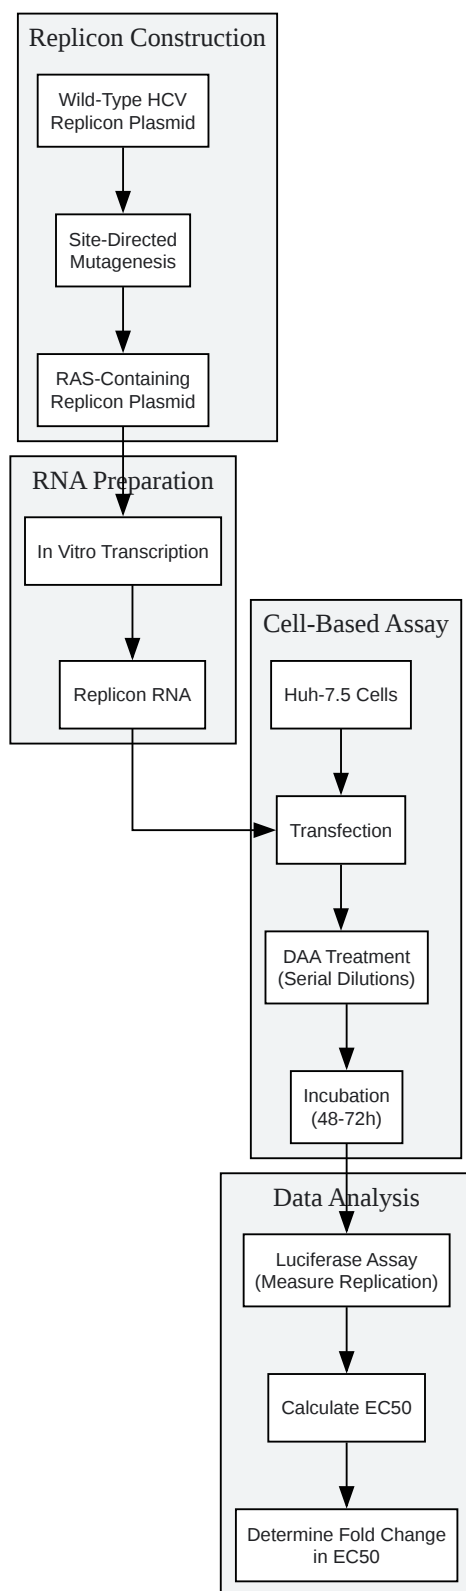 Replicon Construction
Wild-Type HCV
Replicon Plasmid
Site-Directed
Mutagenesis
RAS-Containing
Replicon Plasmid
RNA Preparation
In Vitro Transcription
Replicon RNA
Cell-Based Assay
Huh-7.5 Cells
Transfection
DAA Treatment
(Serial Dilutions)
Incubation
(48-72h)
Data Analysis
Luciferase Assay
(Measure Replication)
Calculate EC50
Determine Fold Change
in EC50